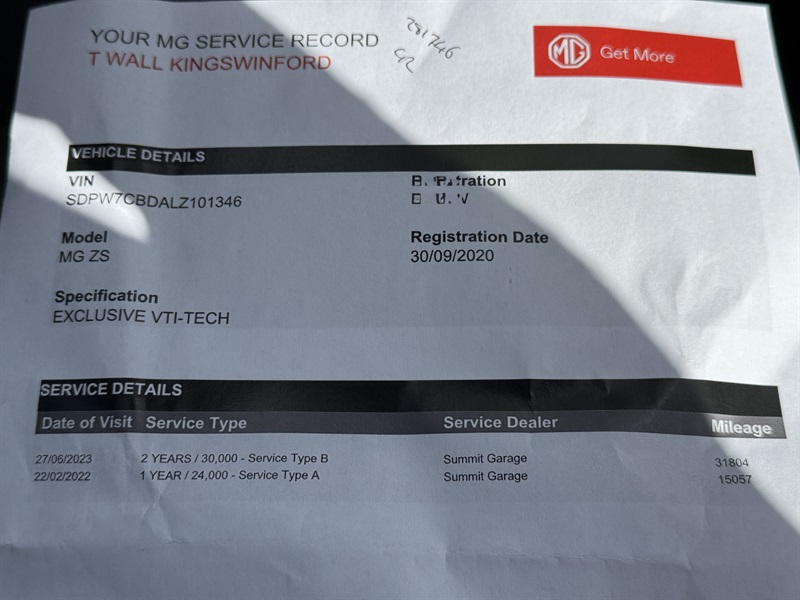 YOUR MG SERVICE RECORD
T WALL KINGSWINFORD
281746
MG Get More
VEHICLE DETAILS
VIN
SDPW7CBDALZ101346
Model
MG ZS
Registration Date
30/09/2020
Specification
EXCLUSIVE VTI-TECH
SERVICE DETAILS
Date of Visit Service Type Service Dealer Mileage
27/06/2023 2 YEARS / 30,000 - Service Type B Summit Garage 31804
22/02/2022 1 YEAR / 24,000 - Service Type A Summit Garage 15057